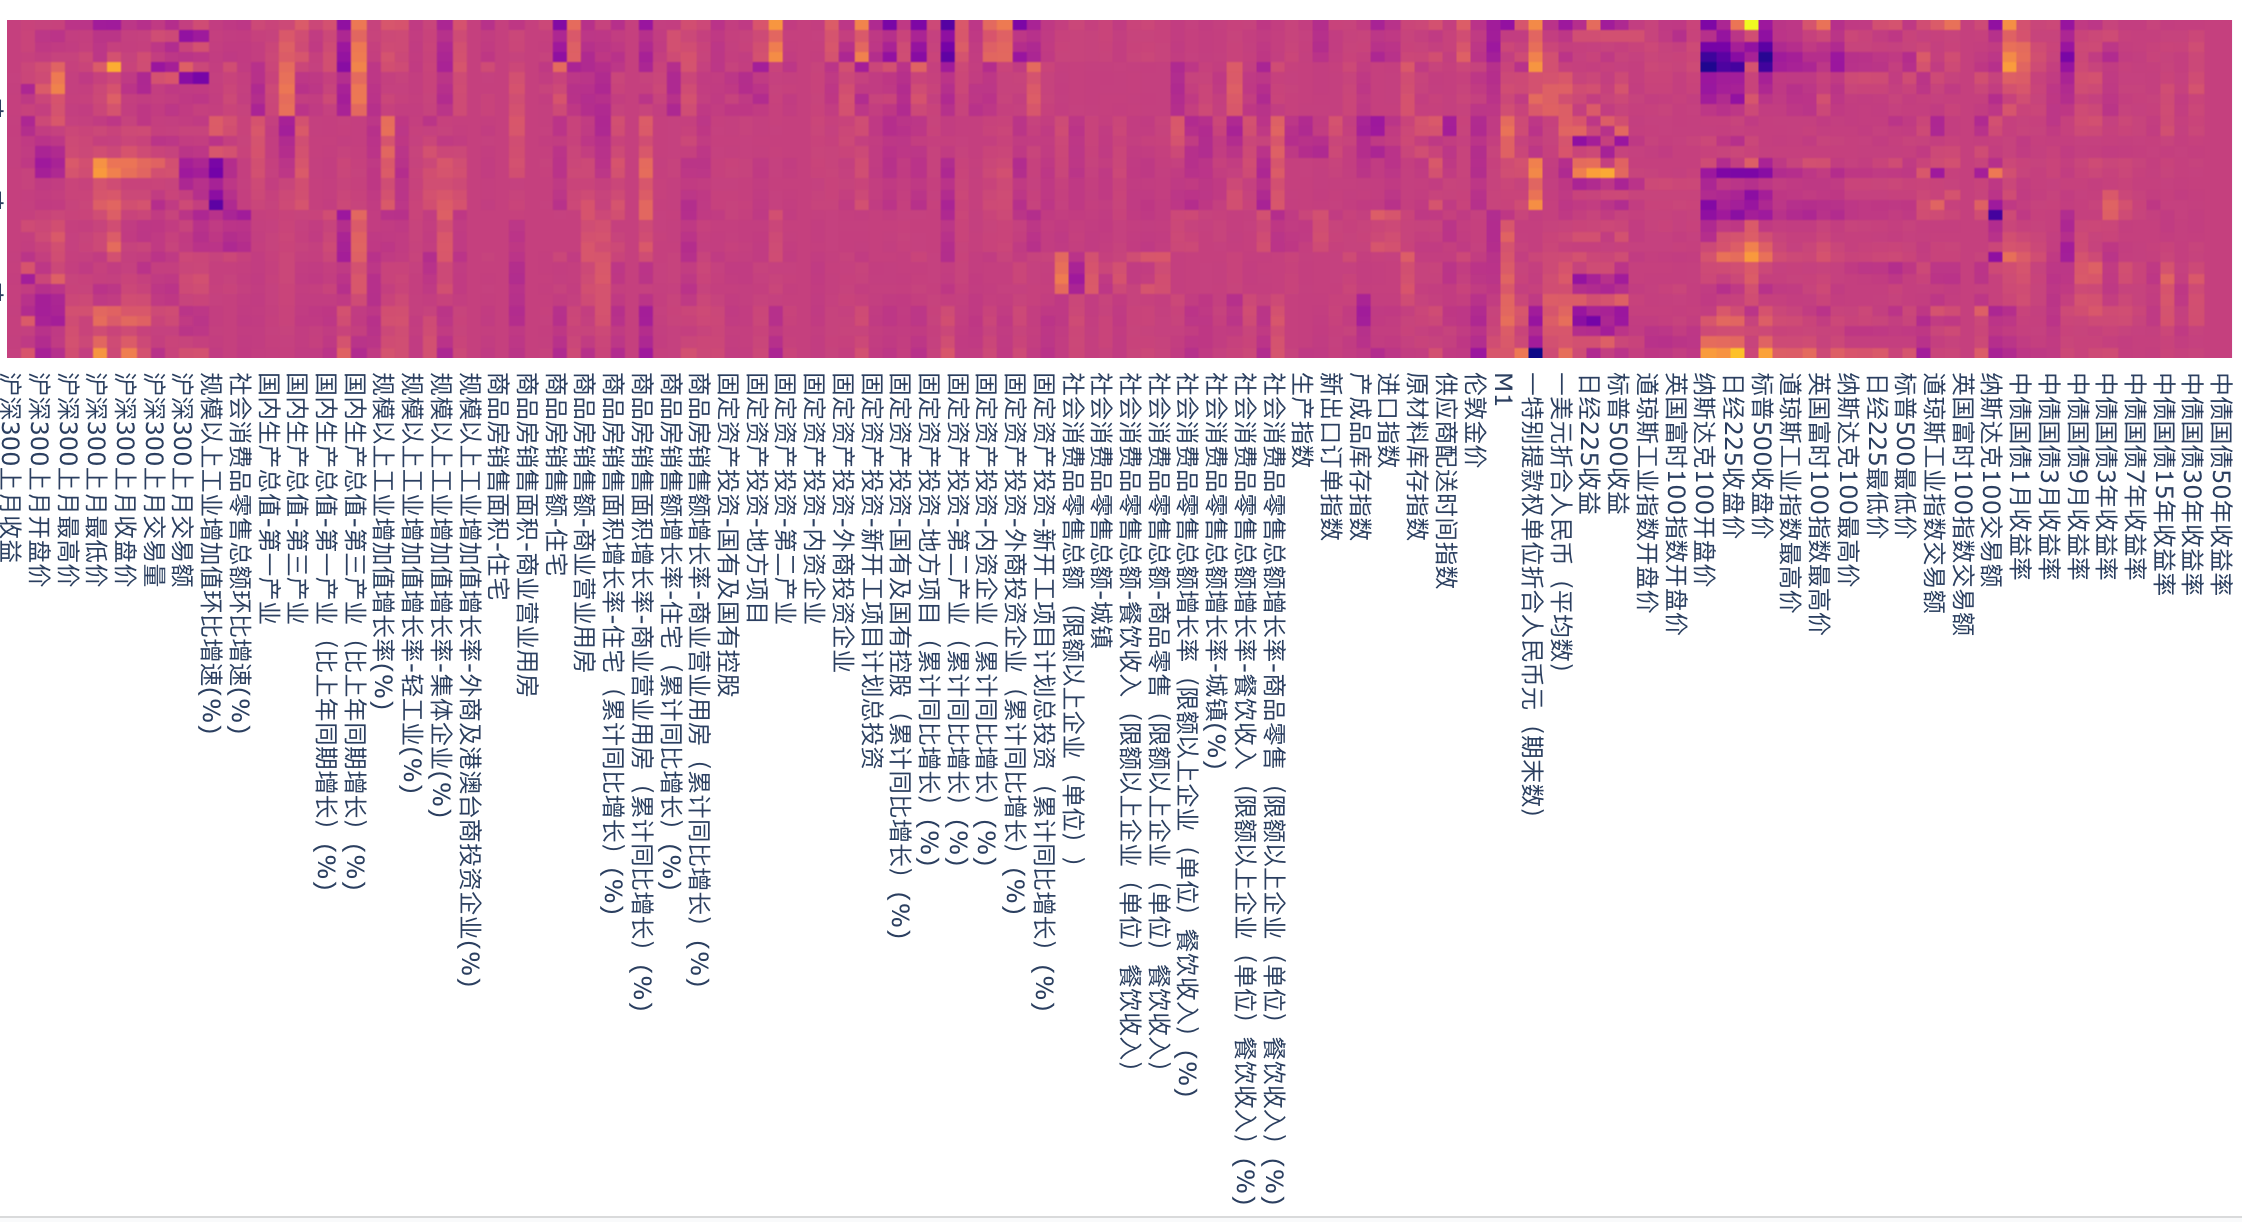 沪深300上月收益
沪深300上月开盘价
沪深300上月最高价
沪深300上月最低价
沪深300上月收盘价
沪深300上月交易量
沪深300上月交易额
规模以上工业增加值环比增速(%)
社会消费品零售总额环比增速(%)
国内生产总值-第一产业
国内生产总值-第三产业
国内生产总值-第一产业（比上年同期增长）(%)
国内生产总值-第三产业（比上年同期增长）(%)
规模以上工业增加值增长率(%)
规模以上工业增加值增长率-轻工业(%)
规模以上工业增加值增长率-集体企业(%)
规模以上工业增加值增长率-外商及港澳台商投资企业(%)
商品房销售面积-住宅
商品房销售面积-商业营业用房
商品房销售额-住宅
商品房销售额-商业营业用房
商品房销售面积增长率-住宅（累计同比增长）(%)
商品房销售面积增长率-商业营业用房（累计同比增长）(%)
商品房销售额增长率-住宅（累计同比增长）(%)
商品房销售额增长率-商业营业用房（累计同比增长）(%)
固定资产投资-国有及国有控股
固定资产投资-地方项目
固定资产投资-第二产业
固定资产投资-内资企业
固定资产投资-外商投资企业
固定资产投资-新开工项目计划总投资
固定资产投资-国有及国有控股（累计同比增长）(%)
固定资产投资-地方项目（累计同比增长）(%)
固定资产投资-第二产业（累计同比增长）(%)
固定资产投资-内资企业（累计同比增长）(%)
固定资产投资-外商投资企业（累计同比增长）(%)
固定资产投资-新开工项目计划总投资（累计同比增长）(%)
社会消费品零售总额（限额以上企业（单位））
社会消费品零售总额-城镇
社会消费品零售总额-餐饮收入（限额以上企业（单位）餐饮收入）
社会消费品零售总额-商品零售（限额以上企业（单位）餐饮收入）
社会消费品零售总额增长率（限额以上企业（单位）餐饮收入）(%)
社会消费品零售总额增长率-城镇(%)
社会消费品零售总额增长率-餐饮收入（限额以上企业（单位）餐饮收入）(%)
社会消费品零售总额增长率-商品零售（限额以上企业（单位）餐饮收入）(%)
生产指数
新出口订单指数
产成品库存指数
进口指数
原材料库存指数
供应商配送时间指数
伦敦金价
M1
一特别提款权单位折合人民币元（期末数）
一美元折合人民币（平均数）
日经225收益
标普500收益
道琼斯工业指数开盘价
英国富时100指数开盘价
纳斯达克100开盘价
日经225收盘价
标普500收盘价
道琼斯工业指数最高价
英国富时100指数最高价
纳斯达克100最高价
日经225最低价
标普500最低价
道琼斯工业指数交易额
英国富时100指数交易额
纳斯达克100交易额
中债国债1月收益率
中债国债3月收益率
中债国债9月收益率
中债国债3年收益率
中债国债7年收益率
中债国债15年收益率
中债国债30年收益率
中债国债50年收益率